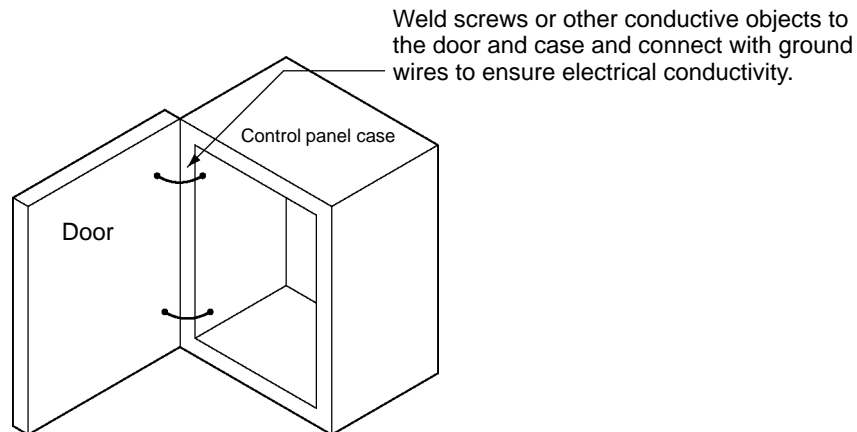 Weld screws or other conductive objects to
the door and case and connect with ground
wires to ensure electrical conductivity.
Control panel case
Door